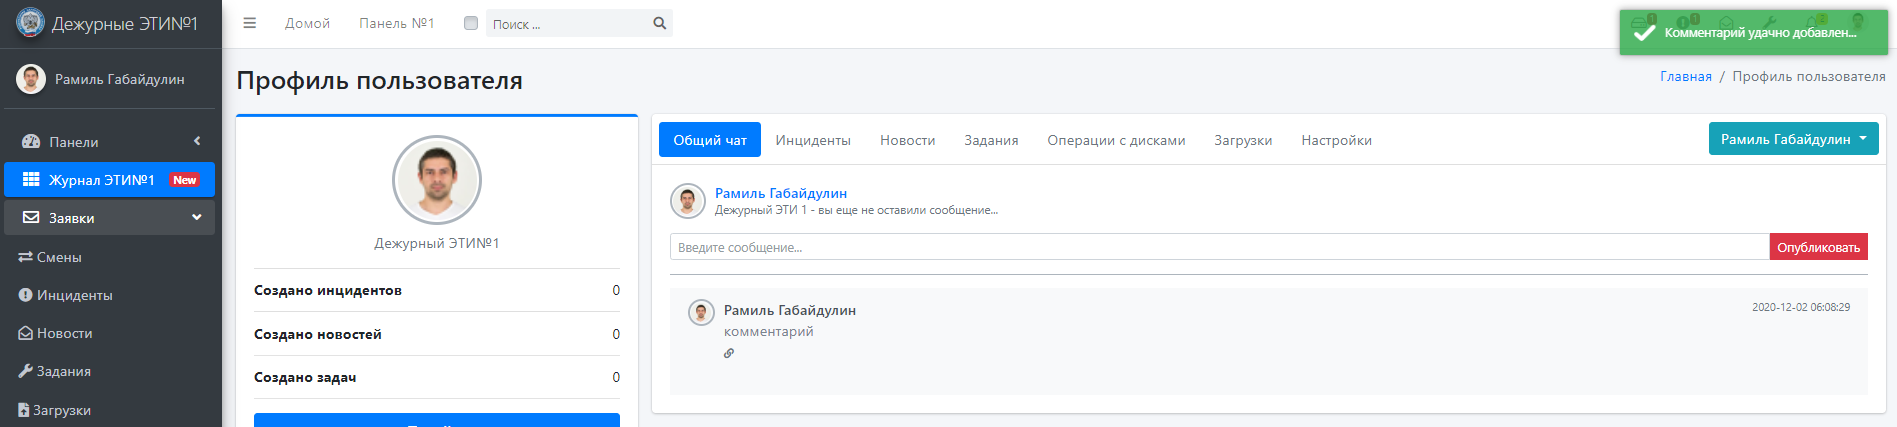 Дежурные ЭТИ№1
Домой
Панель №1
Поиск ...
Комментарий удачно добавлен...
Рамиль Габайдулин
Панели
Журнал ЭТИ№1 New
Заявки
Смены
Инциденты
Новости
Задания
Загрузки
Профиль пользователя
Главная / Профиль пользователя
Дежурный ЭТИ№1
Создано инцидентов 0
Создано новостей 0
Создано задач 0
Общий чат
Инциденты
Новости
Задания
Операции с дисками
Загрузки
Настройки
Рамиль Габайдулин
Рамиль Габайдулин
Дежурный ЭТИ 1 - вы еще не оставили сообщение...
Введите сообщение...
Опубликовать
Рамиль Габайдулин
2020-12-02 06:08:29
комментарий